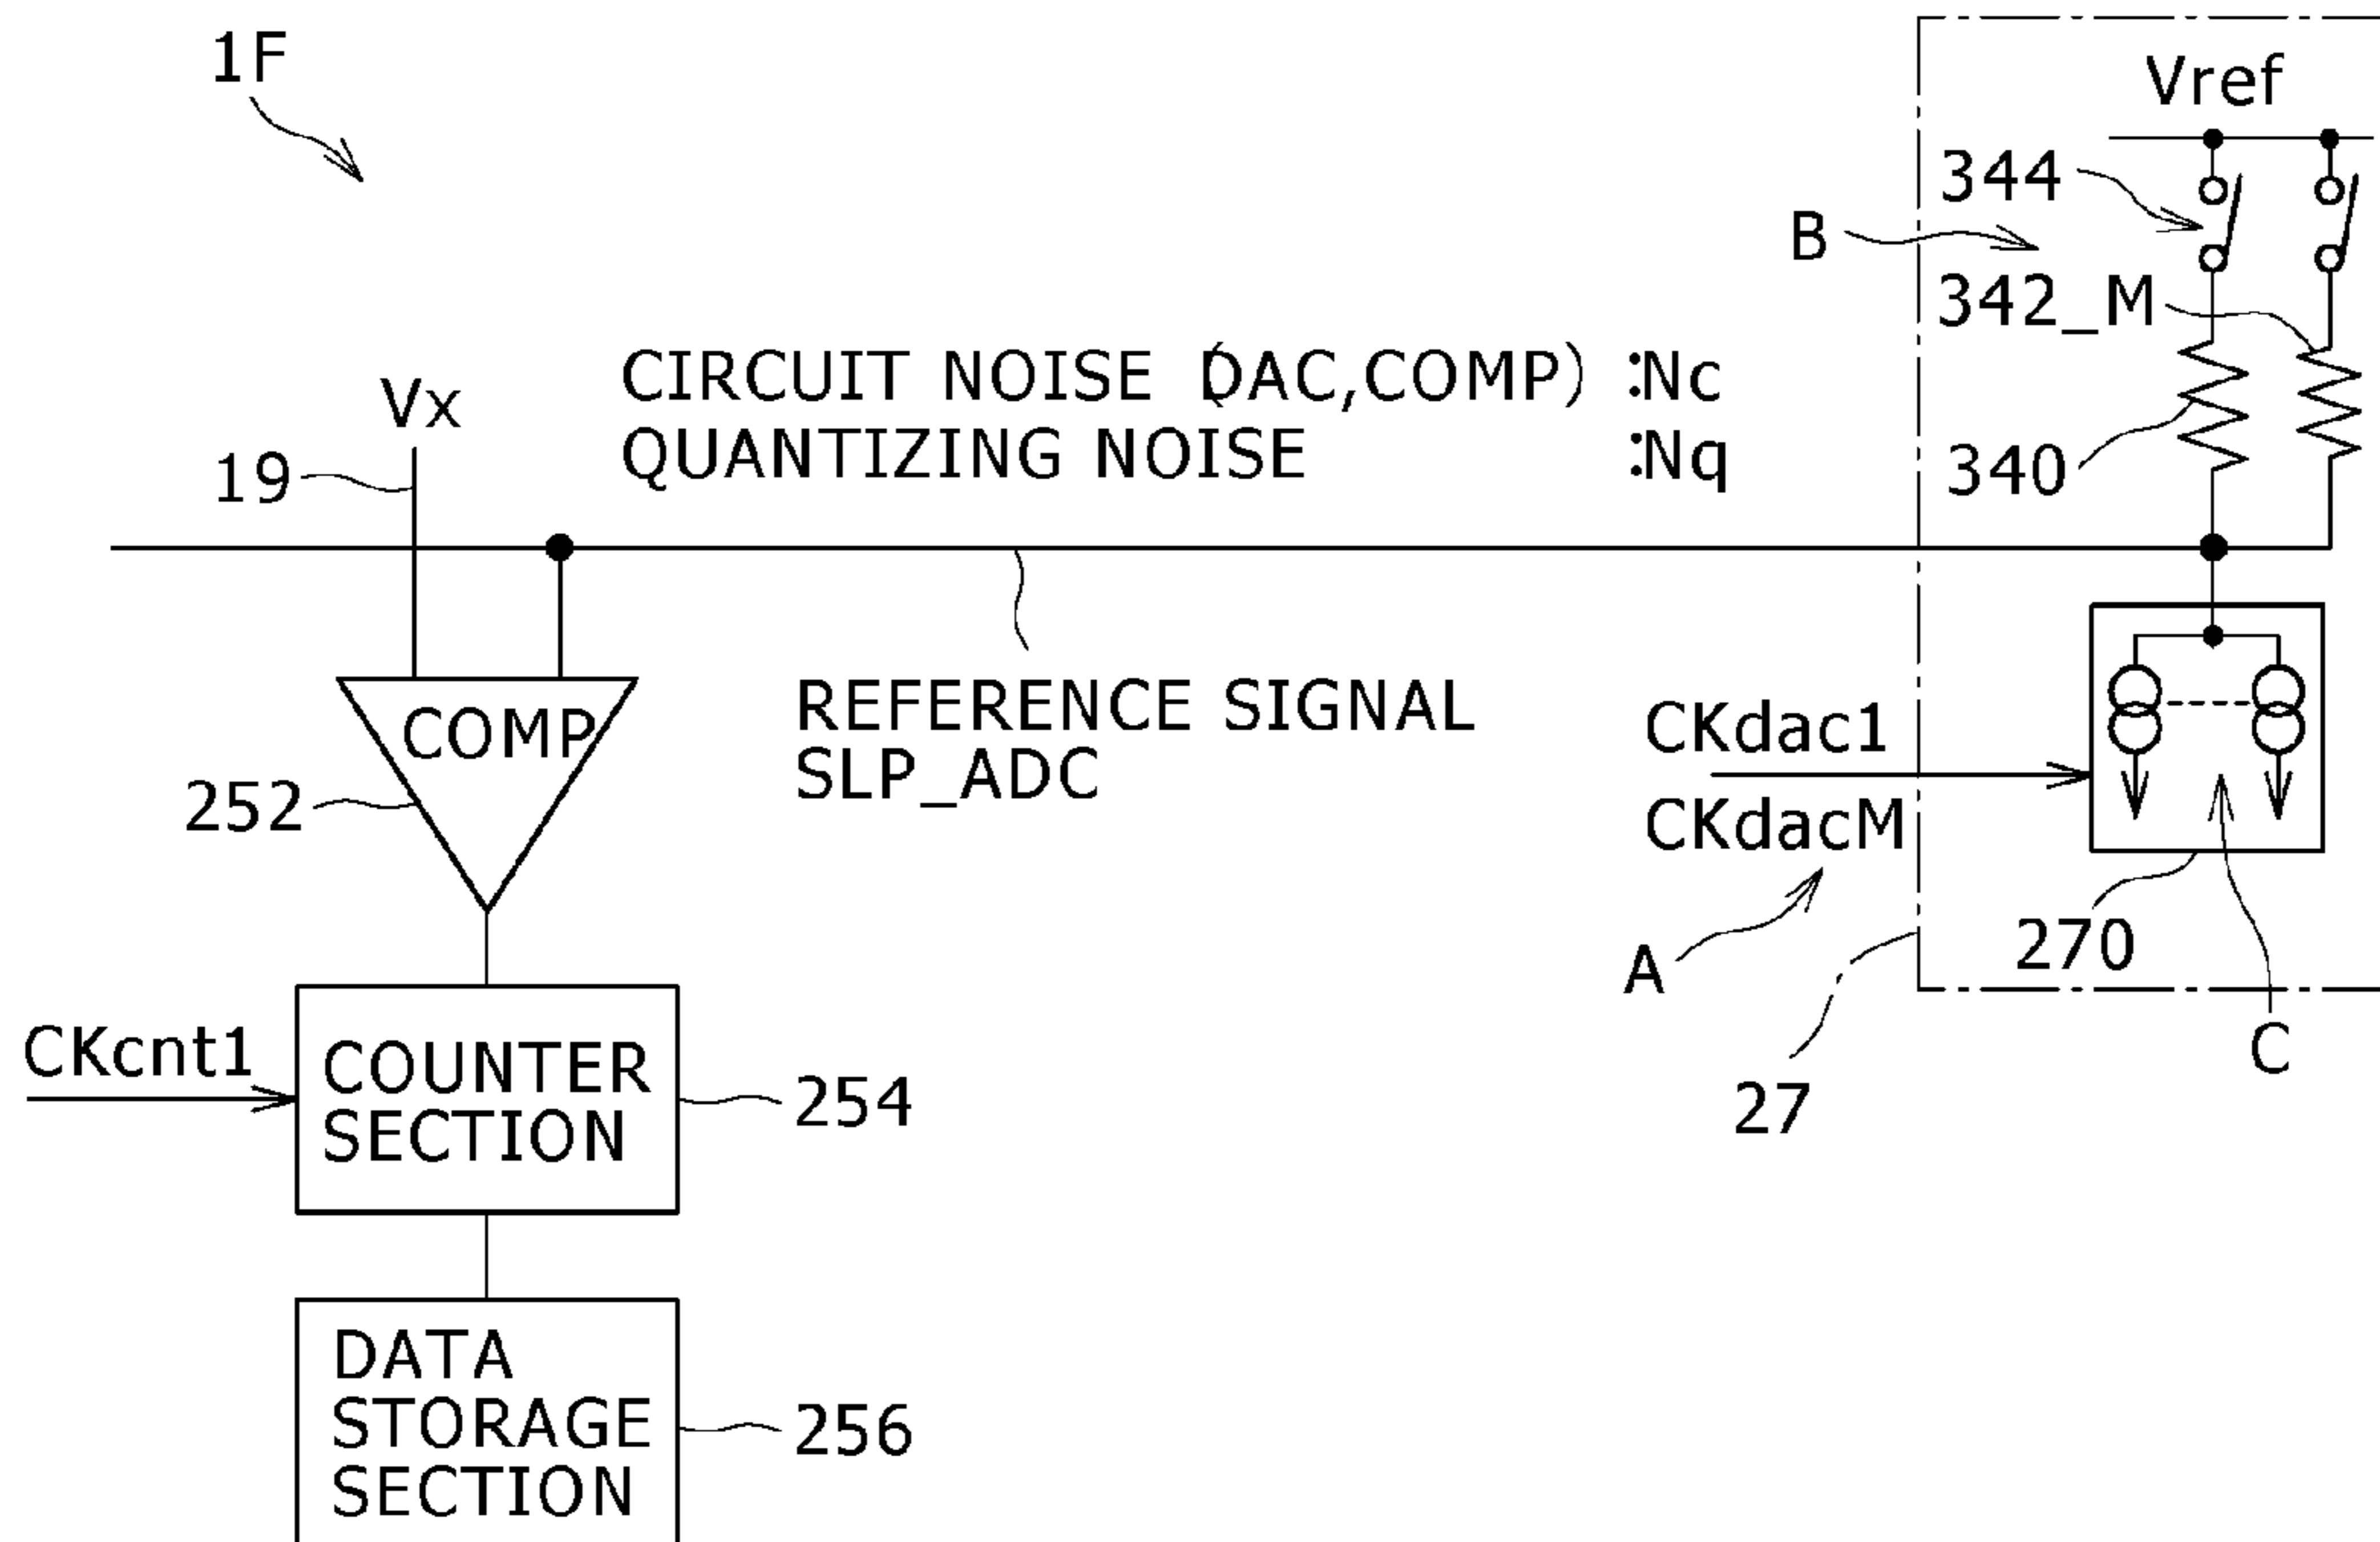 1F
Vref
344
B
342_M
CIRCUIT NOISE (DAC,COMP) :Nc
Vx
QUANTIZING NOISE :Nq
19
340
REFERENCE SIGNAL
SLP_ADC
COMP
CKdac1
252
CKdacM
270
A
CKcnt1
COUNTER
SECTION
C
254
27
DATA
STORAGE
SECTION
256